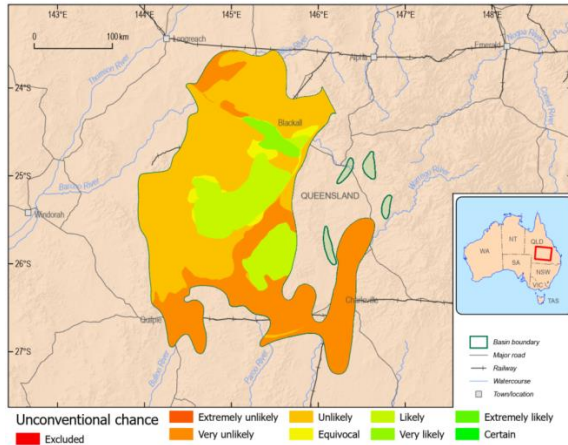 143°E 144°E 145°E 146°E 147°E 148°E
0 100 km
Longreach
Alpha
Emerald
Thomson River
Nogoa River
24°S
Blackall
Barcoo River
25°S
QUEENSLAND
Warrego River
Windorah
26°S
Charleville
Quilpie
Bulloo River
Paroo River
27°S
WA
NT
QLD
SA
NSW
VIC
TAS
Basin boundary
Major road
Railway
Watercourse
Town/location
Unconventional chance
Excluded
Extremely unlikely
Very unlikely
Unlikely
Equivocal
Likely
Very likely
Extremely likely
Certain